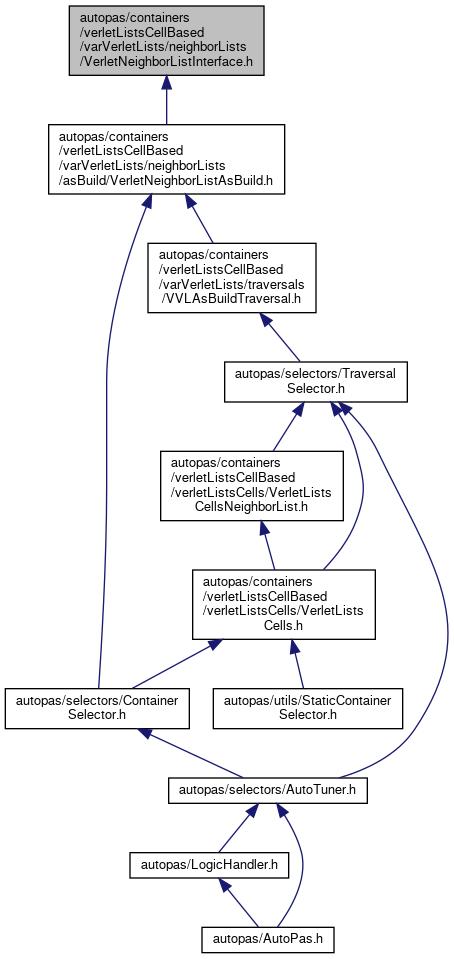 autopas/containers
/verletListsCellBased
/varVerletLists/neighborLists
/VerletNeighborListInterface.h
autopas/containers
/verletListsCellBased
/varVerletLists/neighborLists
/asBuild/VerletNeighborListAsBuild.h
autopas/containers
/verletListsCellBased
/varVerletLists/traversals
/VVLAsBuildTraversal.h
autopas/selectors/Traversal
Selector.h
autopas/containers
/verletListsCellBased
/verletListsCells/VerletLists
CellsNeighborList.h
autopas/containers
/verletListsCellBased
/verletListsCells/VerletLists
Cells.h
autopas/selectors/Container
Selector.h
autopas/utils/StaticContainer
Selector.h
autopas/selectors/AutoTuner.h
autopas/LogicHandler.h
autopas/AutoPas.h